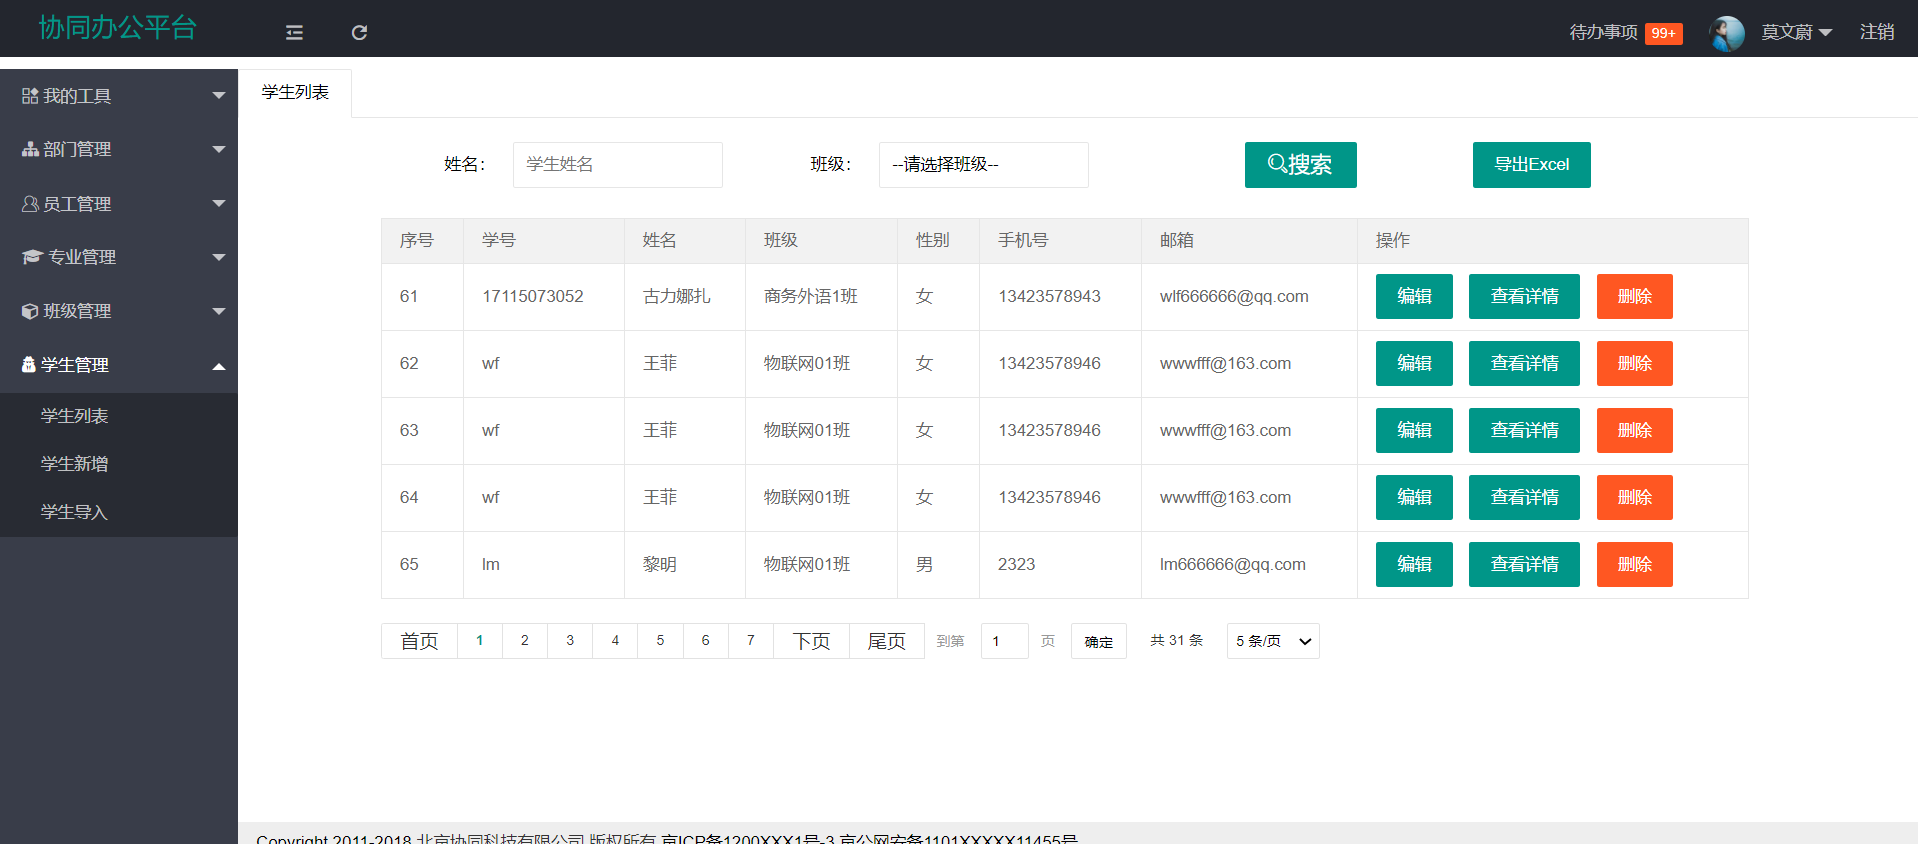 协同办公平台
待办事项 99+ 莫文蔚 注销
我的工具
部门管理
员工管理
专业管理
班级管理
学生管理
学生列表
学生新增
学生导入
学生列表
姓名： 学生姓名 班级： --请选择班级-- 搜索 导出Excel
序号 学号 姓名 班级 性别 手机号 邮箱 操作
61 17115073052 古力娜扎 商务外语1班 女 13423578943 wlf666666@qq.com 编辑 查看详情 删除
62 wf 王菲 物联网01班 女 13423578946 wwwfff@163.com 编辑 查看详情 删除
63 wf 王菲 物联网01班 女 13423578946 wwwfff@163.com 编辑 查看详情 删除
64 wf 王菲 物联网01班 女 13423578946 wwwfff@163.com 编辑 查看详情 删除
65 lm 黎明 物联网01班 男 2323 lm666666@qq.com 编辑 查看详情 删除
首页 1 2 3 4 5 6 7 下页 尾页 到第 1 页 确定 共 31 条 5 条/页
Copyright 2011-2018 北京协同科技有限公司 版权所有 京ICP备1200XXX1号-3 京公网安备1101XXXXX11455号